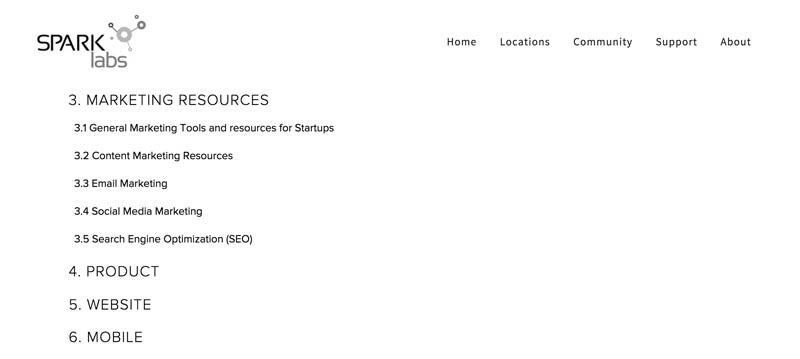 SPARK
labs
Home Locations Community Support About
3. MARKETING RESOURCES
3.1 General Marketing Tools and resources for Startups
3.2 Content Marketing Resources
3.3 Email Marketing
3.4 Social Media Marketing
3.5 Search Engine Optimization (SEO)
4. PRODUCT
5. WEBSITE
6. MOBILE